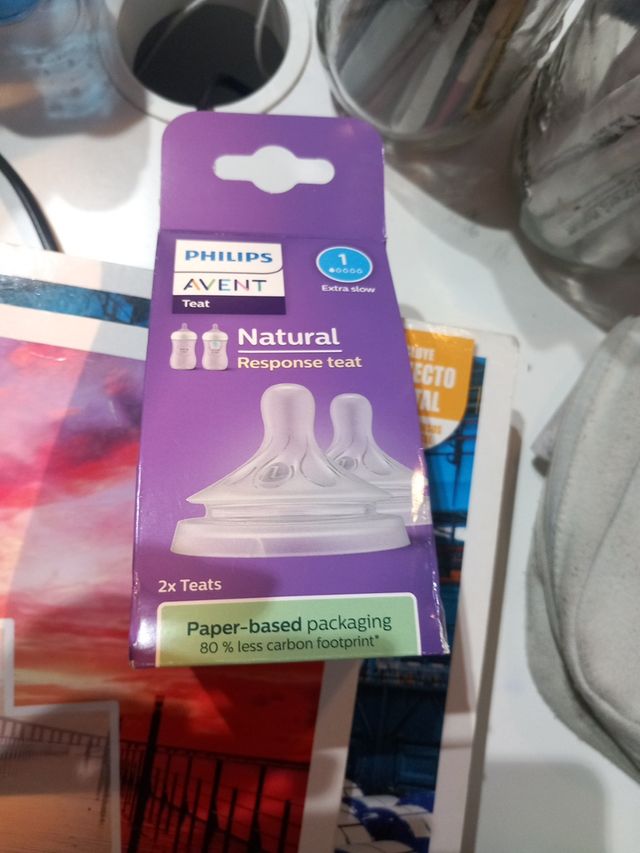 PHILIPS
AVENT
Teat
1
Extra slow
Natural
Response teat
2x Teats
Paper-based packaging
80 % less carbon footprint*